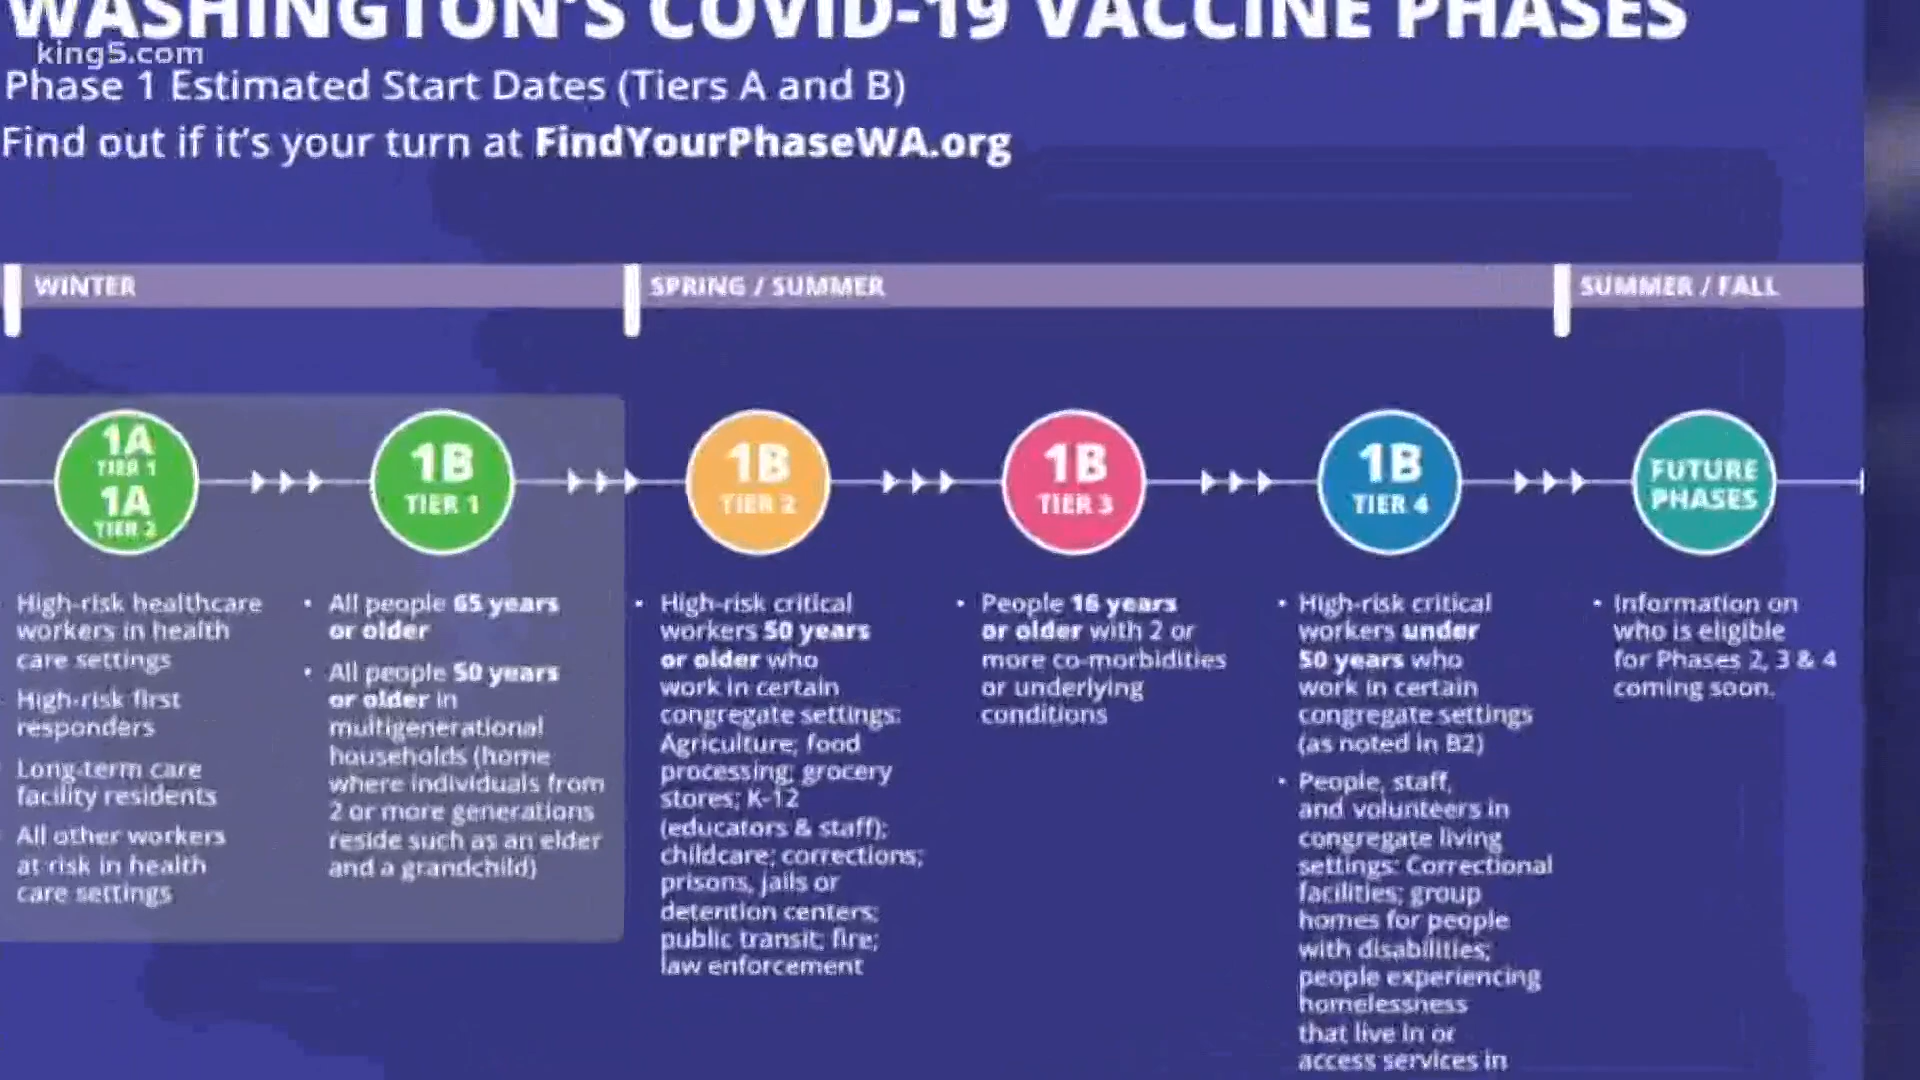 WASHINGTON'S COVID-19 VACCINE PHASES
king5.com
Phase 1 Estimated Start Dates (Tiers A and B)
Find out if it's your turn at FindYourPhaseWA.org
WINTER
SPRING / SUMMER
SUMMER / FALL
1A
TIER 1
1A
TIER 2
High-risk healthcare
workers in health
care settings
High-risk first
responders
Long-term care
facility residents
All other workers
at risk in health
care settings
1B
TIER 1
• All people 65 years
or older
• All people 50 years
or older in
multigenerational
households (home
where individuals from
2 or more generations
reside such as an elder
and a grandchild)
1B
TIER 2
• High-risk critical
workers 50 years
or older who
work in certain
congregate settings:
Agriculture; food
processing; grocery
stores; K-12
(educators & staff);
childcare; corrections;
prisons, jails or
detention centers;
public transit; fire;
law enforcement
1B
TIER 3
• People 16 years
or older with 2 or
more co-morbidities
or underlying
conditions
1B
TIER 4
• High-risk critical
workers under
50 years who
work in certain
congregate settings
(as noted in B2)
• People, staff,
and volunteers in
congregate living
settings: Correctional
facilities; group
homes for people
with disabilities;
people experiencing
homelessness
that live in or
access services in
FUTURE
PHASES
• Information on
who is eligible
for Phases 2, 3 & 4
coming soon.